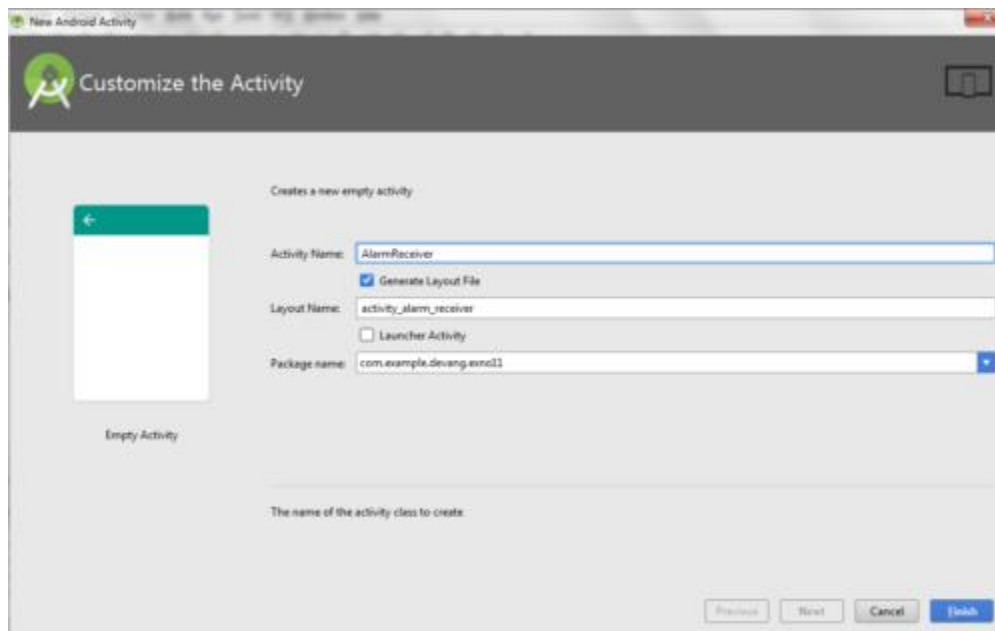 New Android Activity
Customize the Activity
Creates a new empty activity
Activity Name: AlarmReceiver
Generate Layout File
Layout Name: activity_alarm_receiver
Launcher Activity
Package name: com.example.devang.exno11
Empty Activity
The name of the activity class to create
Previous Next Cancel Finish